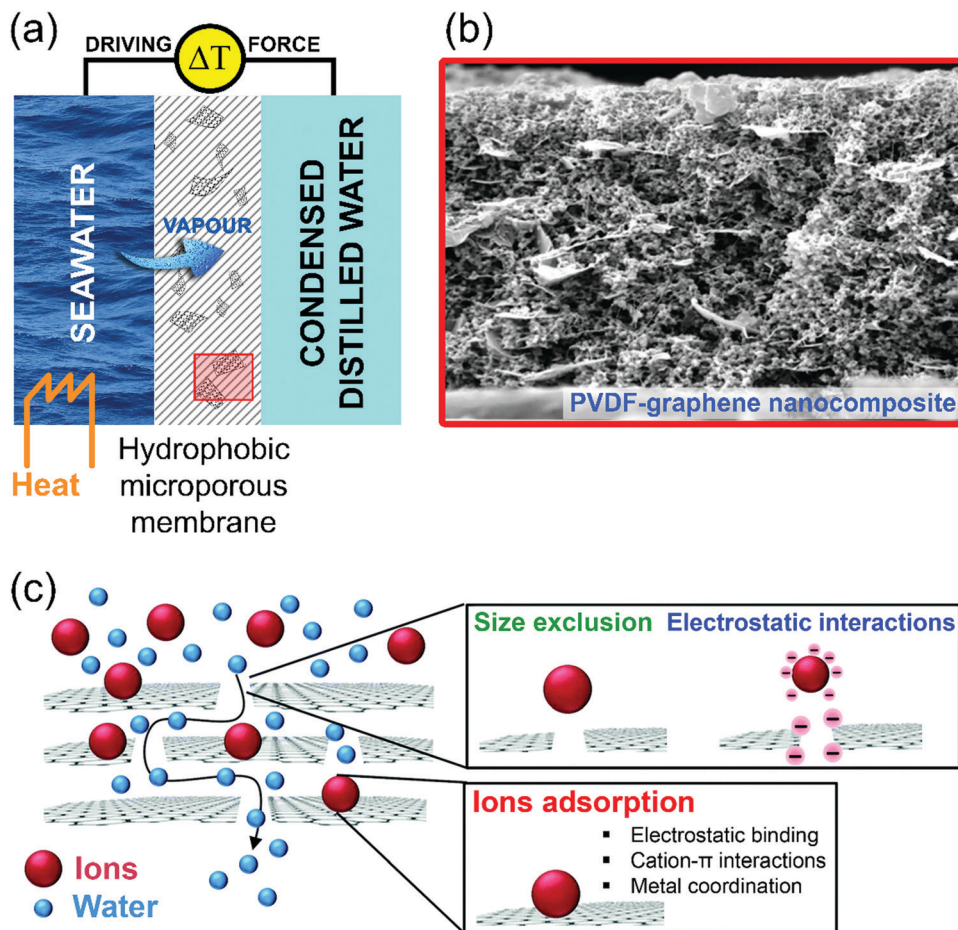 (a)
DRIVING ΔT FORCE
SEAWATER
VAPOUR
CONDENSED
DISTILLED WATER
Heat
Hydrophobic
microporous
membrane
(b)
PVDF-graphene nanocomposite
(c)
Size exclusion
Electrostatic interactions
Ions adsorption
▪ Electrostatic binding
▪ Cation-π interactions
▪ Metal coordination
Ions
Water